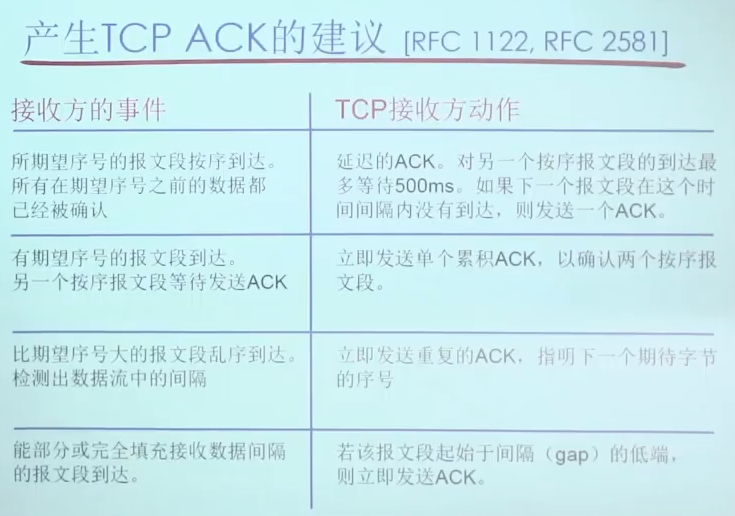 产生TCP ACK的建议 [RFC 1122, RFC 2581]
接收方的事件
TCP接收方动作
所期望序号的报文段按序到达。
所有在期望序号之前的数据都
已经被确认
延迟的ACK。对另一个按序报文段的到达最
多等待500ms。如果下一个报文段在这个时
间间隔内没有到达，则发送一个ACK。
有期望序号的报文段到达。
另一个按序报文段等待发送ACK
立即发送单个累积ACK，以确认两个按序报
文段。
比期望序号大的报文段乱序到达。
检测出数据流中的间隔
立即发送重复的ACK，指明下一个期待字节
的序号
能部分或完全填充接收数据间隔
的报文段到达。
若该报文段起始于间隔（gap）的低端，
则立即发送ACK。